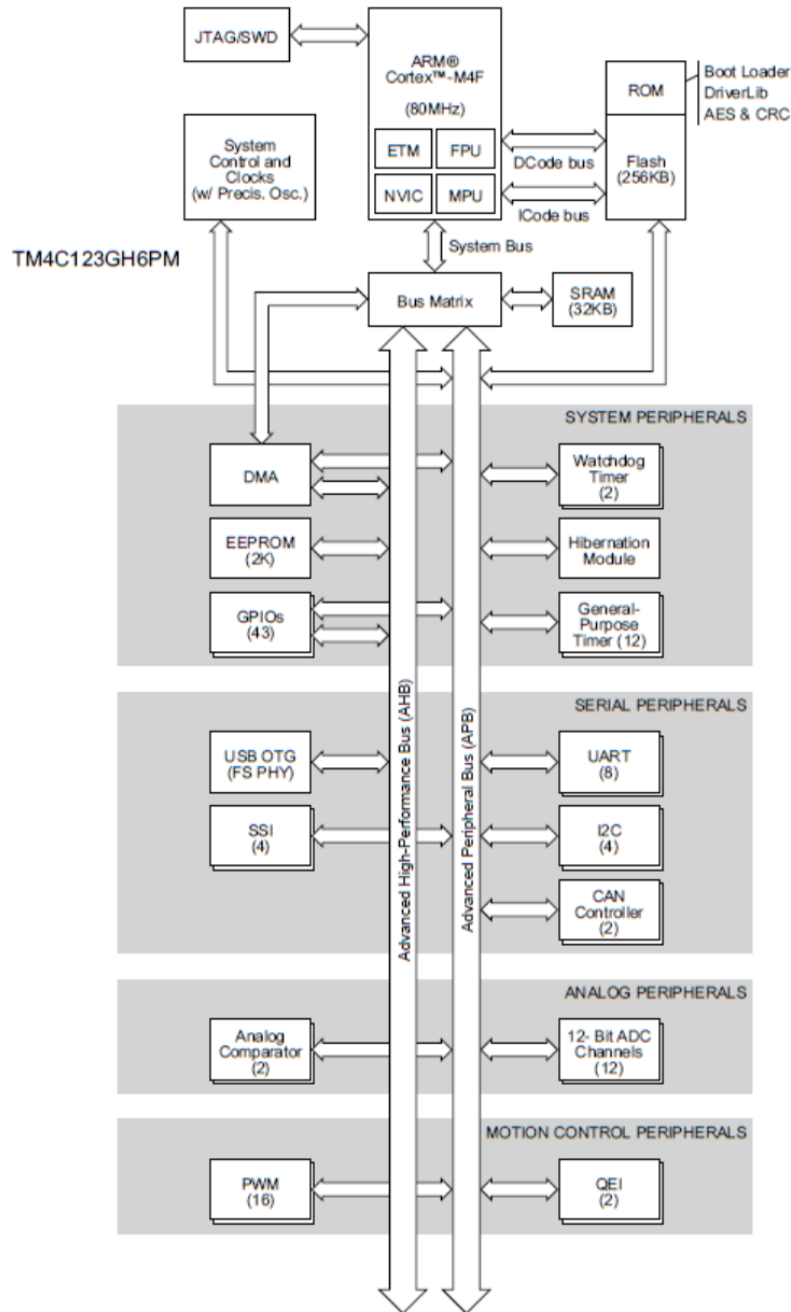 JTAG/SWD
ARM®
Cortex™-M4F
(80MHz)
ETM
FPU
NVIC
MPU
ROM
Flash
(256KB)
Boot Loader
DriverLib
AES & CRC
DCode bus
ICode bus
System
Control and
Clocks
(w/ Precis. Osc.)
TM4C123GH6PM
System Bus
Bus Matrix
SRAM
(32KB)
SYSTEM PERIPHERALS
DMA
Watchdog
Timer
(2)
EEPROM
(2K)
Hibernation
Module
GPIOs
(43)
General-
Purpose
Timer (12)
Advanced High-Performance Bus (AHB)
Advanced Peripheral Bus (APB)
SERIAL PERIPHERALS
USB OTG
(FS PHY)
UART
(8)
SSI
(4)
I2C
(4)
CAN
Controller
(2)
ANALOG PERIPHERALS
Analog
Comparator
(2)
12- Bit ADC
Channels
(12)
MOTION CONTROL PERIPHERALS
PWM
(16)
QEI
(2)